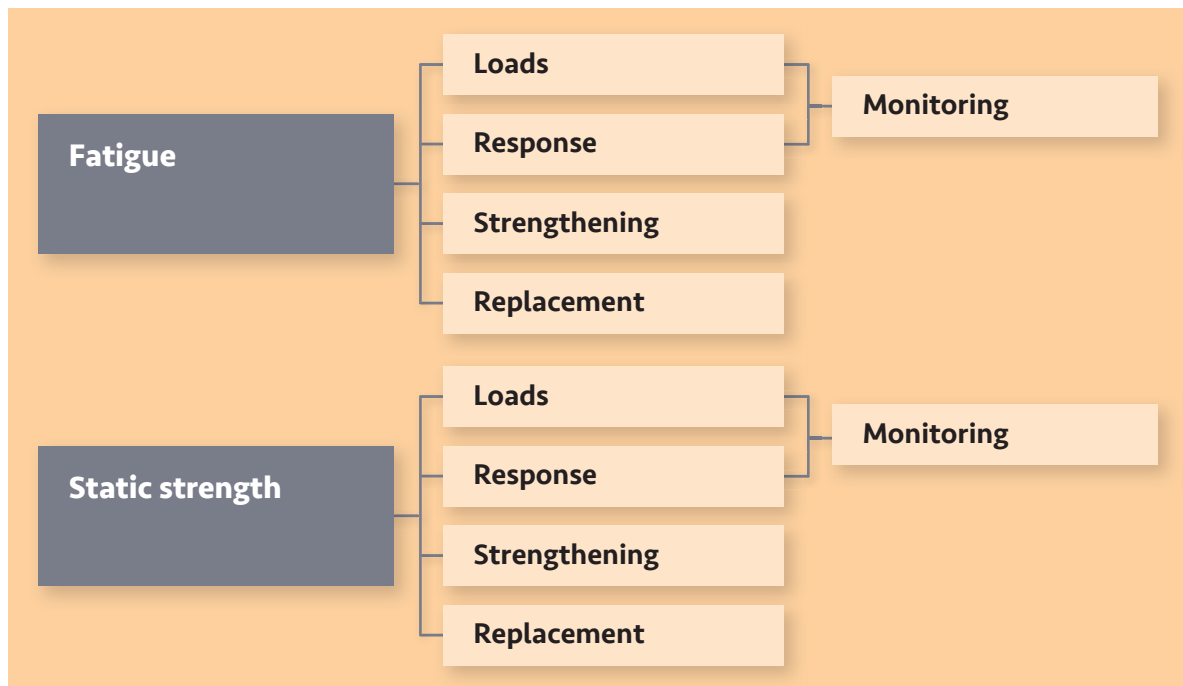 Fatigue
Loads
Response
Strengthening
Replacement
Monitoring
Static strength
Loads
Response
Strengthening
Replacement
Monitoring